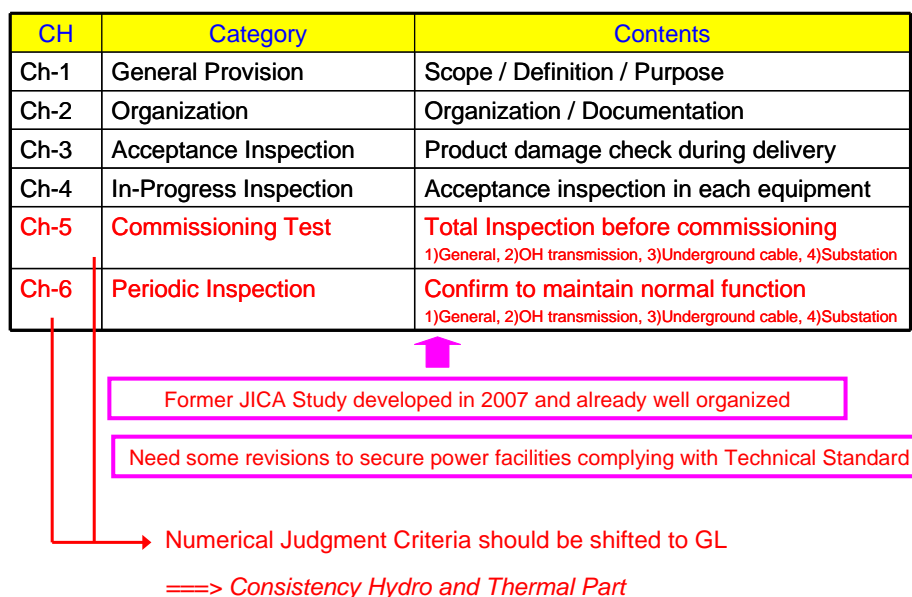 CH Category Contents
Ch-1 General Provision Scope / Definition / Purpose
Ch-2 Organization Organization / Documentation
Ch-3 Acceptance Inspection Product damage check during delivery
Ch-4 In-Progress Inspection Acceptance inspection in each equipment
Ch-5 Commissioning Test Total Inspection before commissioning
1)General, 2)OH transmission, 3)Underground cable, 4)Substation
Ch-6 Periodic Inspection Confirm to maintain normal function
1)General, 2)OH transmission, 3)Underground cable, 4)Substation
Former JICA Study developed in 2007 and already well organized
Need some revisions to secure power facilities complying with Technical Standard
Numerical Judgment Criteria should be shifted to GL
===> Consistency Hydro and Thermal Part